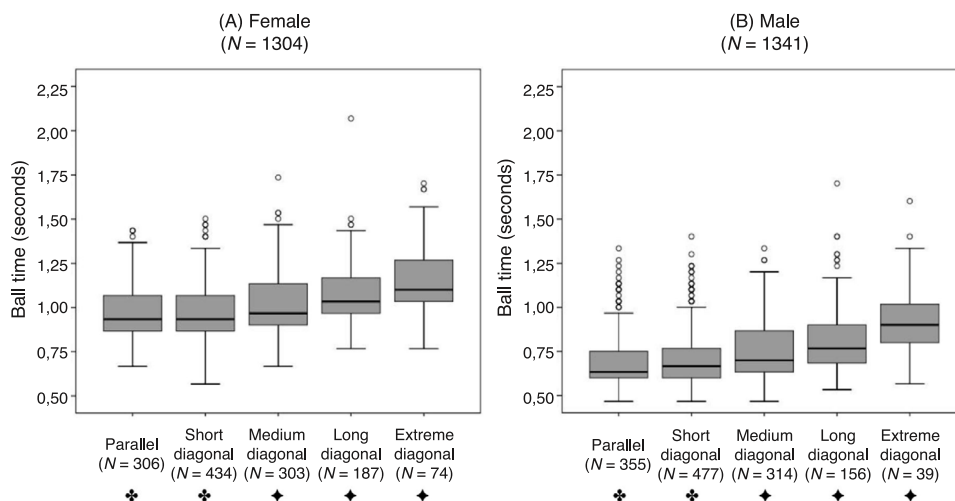 (A) Female
(N = 1304)
Ball time (seconds)
2,25
2,00
1,75
1,50
1,25
1,00
0,75
0,50
Parallel
(N = 306)
Short
diagonal
(N = 434)
Medium
diagonal
(N = 303)
Long
diagonal
(N = 187)
Extreme
diagonal
(N = 74)
✤ ✤ ✦ ✦ ✦
(B) Male
(N = 1341)
Ball time (seconds)
2,25
2,00
1,75
1,50
1,25
1,00
0,75
0,50
Parallel
(N = 355)
Short
diagonal
(N = 477)
Medium
diagonal
(N = 314)
Long
diagonal
(N = 156)
Extreme
diagonal
(N = 39)
✤ ✤ ✦ ✦ ✦